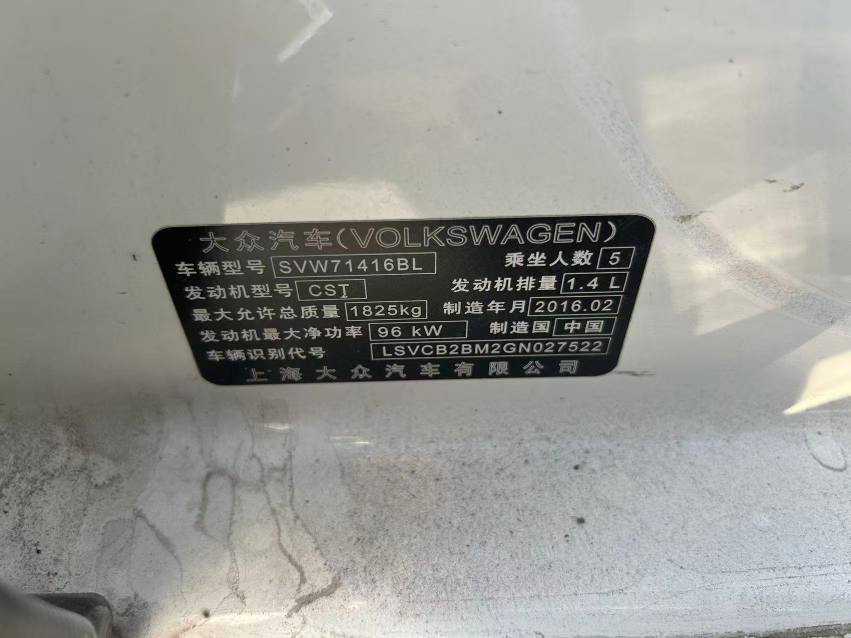 大众汽车(VOLKSWAGEN)
车辆型号 SVW71416BL 乘坐人数 5
发动机型号 CST 发动机排量 1.4 L
最大允许总质量 1825kg 制造年月 2016.02
发动机最大净功率 96 kW 制造国 中国
车辆识别代号 LSVCB2BM2GN027522
上海大众汽车有限公司